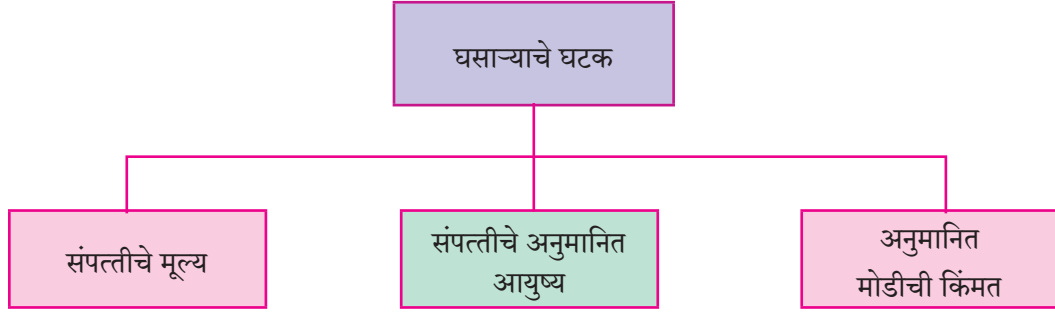 घसाऱ्याचे घटक
संपत्तीचे मूल्य
संपत्तीचे अनुमानित
आयुष्य
अनुमानित
मोडीची किंमत